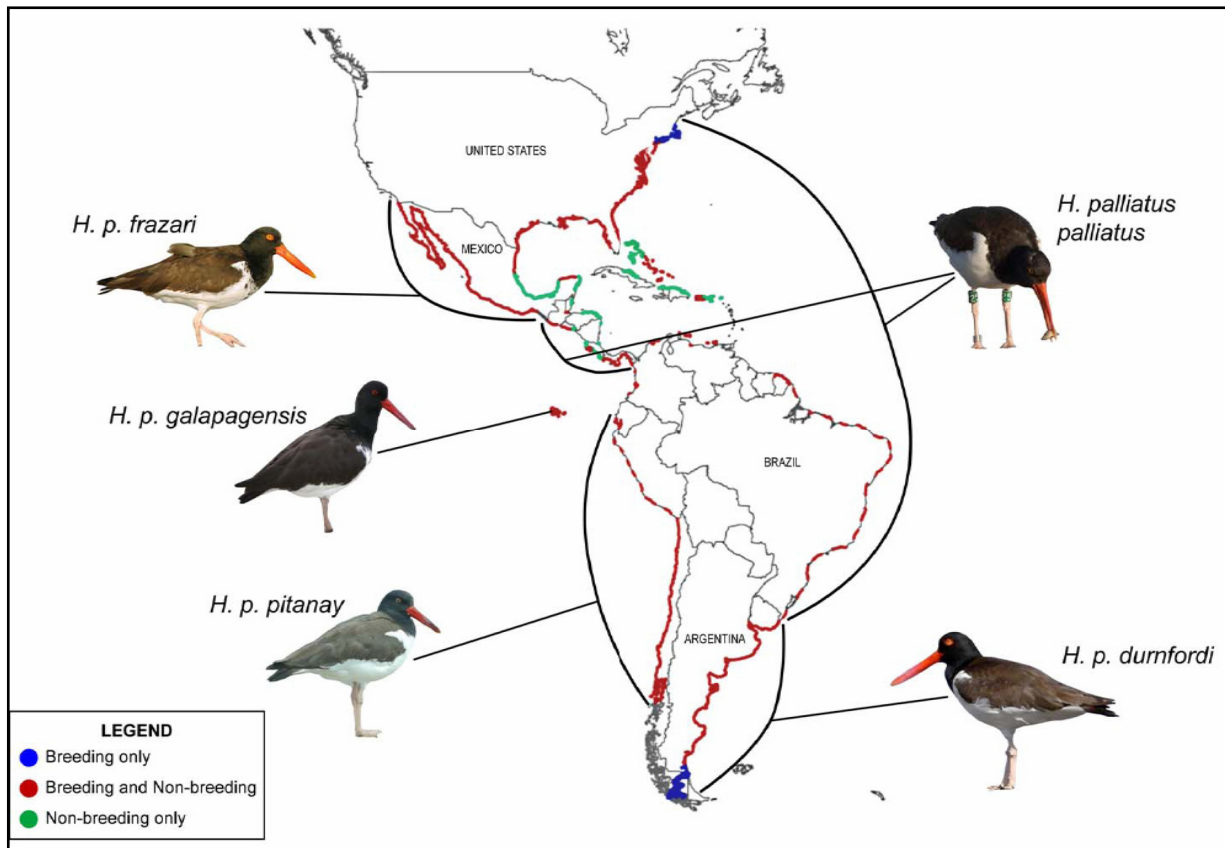 UNITED STATES
H. p. frazari
H. palliatus
palliatus
MEXICO
H. p. galapagensis
BRAZIL
H. p. pitanay
ARGENTINA
H. p. durnfordi
LEGEND
Breeding only
Breeding and Non-breeding
Non-breeding only